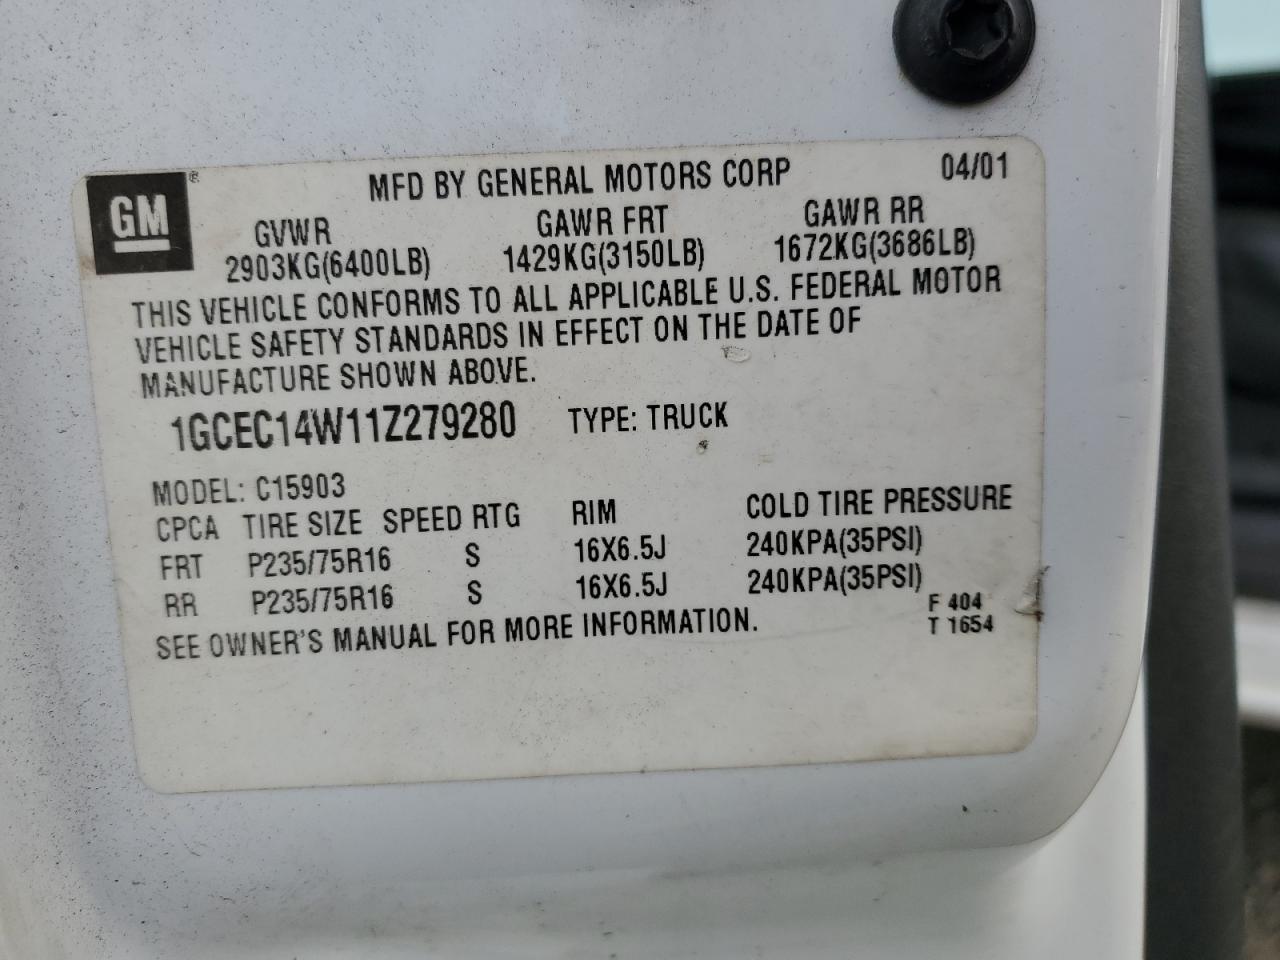 GM®
MFD BY GENERAL MOTORS CORP 04/01
GVWR GAWR FRT GAWR RR
2903KG(6400LB) 1429KG(3150LB) 1672KG(3686LB)
THIS VEHICLE CONFORMS TO ALL APPLICABLE U.S. FEDERAL MOTOR
VEHICLE SAFETY STANDARDS IN EFFECT ON THE DATE OF
MANUFACTURE SHOWN ABOVE.
1GCEC14W11Z279280 TYPE: TRUCK
MODEL: C15903
CPCA TIRE SIZE SPEED RTG RIM COLD TIRE PRESSURE
FRT P235/75R16 S 16X6.5J 240KPA(35PSI)
RR P235/75R16 S 16X6.5J 240KPA(35PSI)
SEE OWNER'S MANUAL FOR MORE INFORMATION.
F 404
T 1654